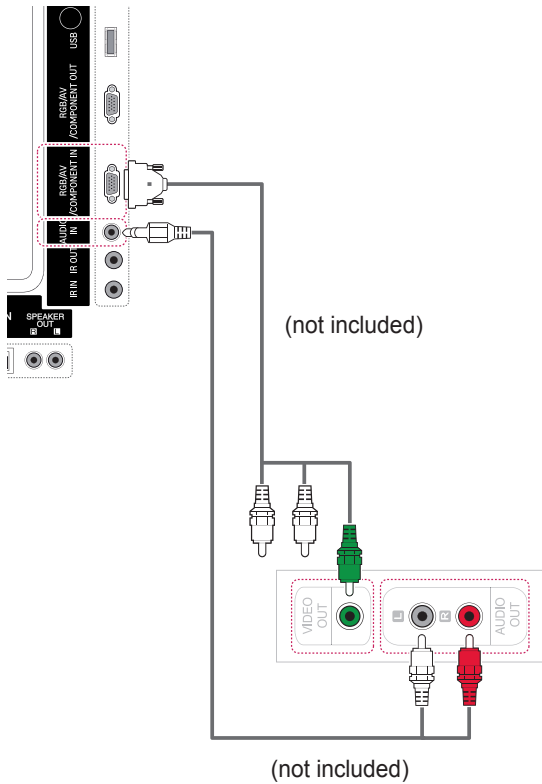 USB
RGB/AV
/COMPONENT OUT
RGB/AV
/COMPONENT IN
AUDIO
IN
IR OUT
IR IN
N
SPEAKER
OUT
R L
(not included)
VIDEO
OUT
L
R
AUDIO
OUT
(not included)